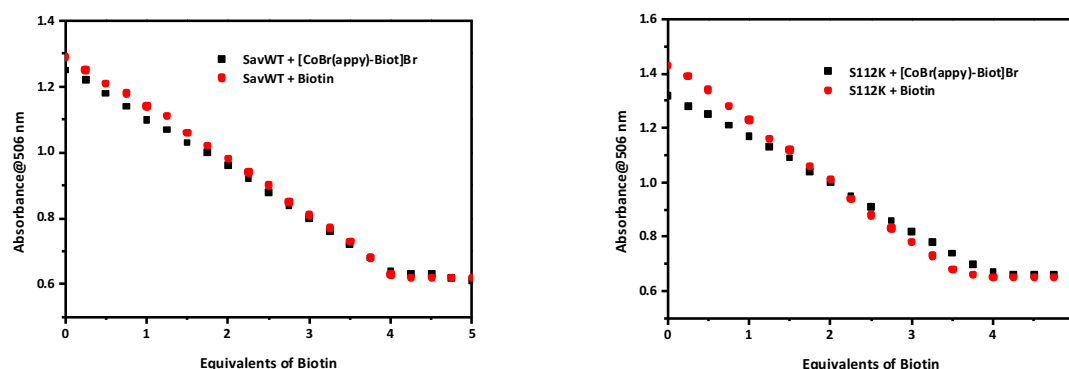 1.4
1.2
1.0
0.8
0.6
Absorbance@506 nm
SavWT + [CoBr(appy)-Biot]Br
SavWT + Biotin
0 1 2 3 4 5
Equivalents of Biotin
1.6
1.4
1.2
1.0
0.8
0.6
Absorbance@506 nm
S112K + [CoBr(appy)-Biot]Br
S112K + Biotin
0 1 2 3 4
Equivalents of Biotin